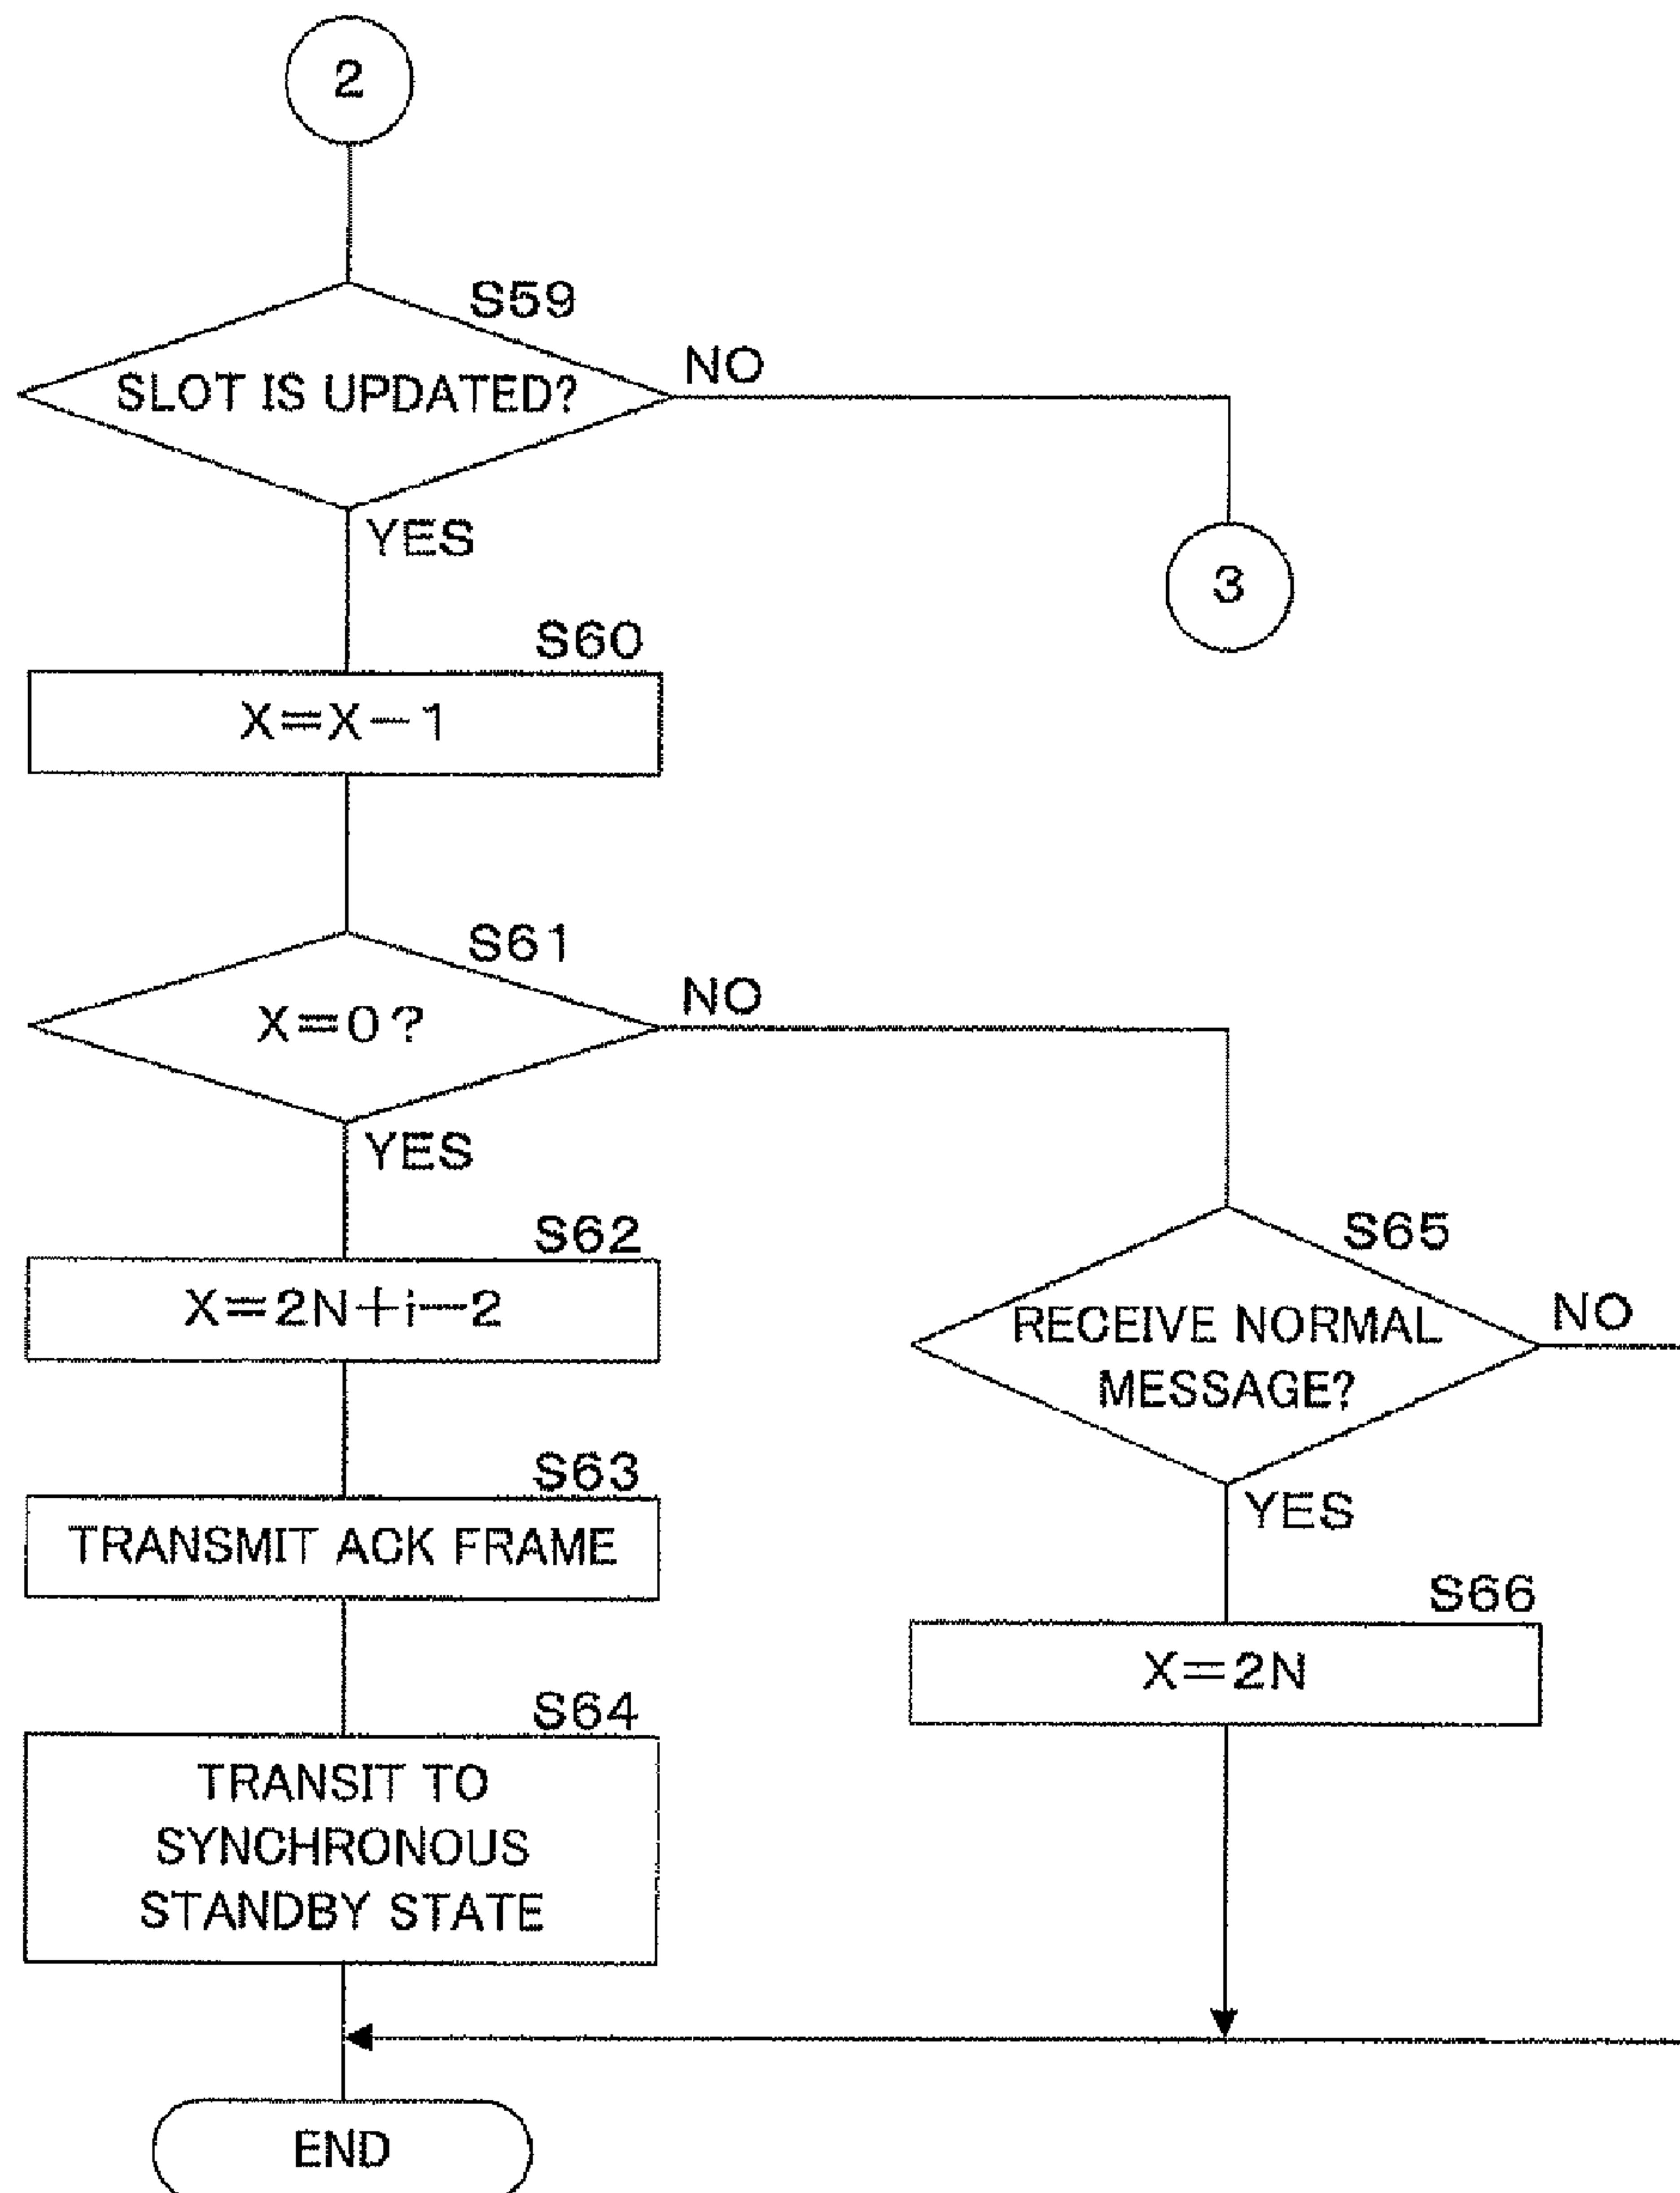 2
S59
SLOT IS UPDATED?
NO
YES
3
S60
X=X-1
S61
X=0?
NO
YES
S62
X=2N+i-2
S65
RECEIVE NORMAL
MESSAGE?
NO
YES
S63
TRANSMIT ACK FRAME
S66
X=2N
S64
TRANSIT TO
SYNCHRONOUS
STANDBY STATE
END